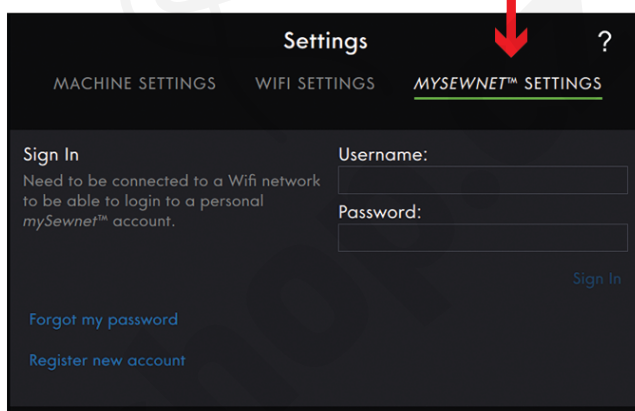 Settings
?
MACHINE SETTINGS WIFI SETTINGS MYSEWNET™ SETTINGS
Sign In
Need to be connected to a Wifi network
to be able to login to a personal
mySewnet™ account.
Username:
Password:
Sign In
Forgot my password
Register new account